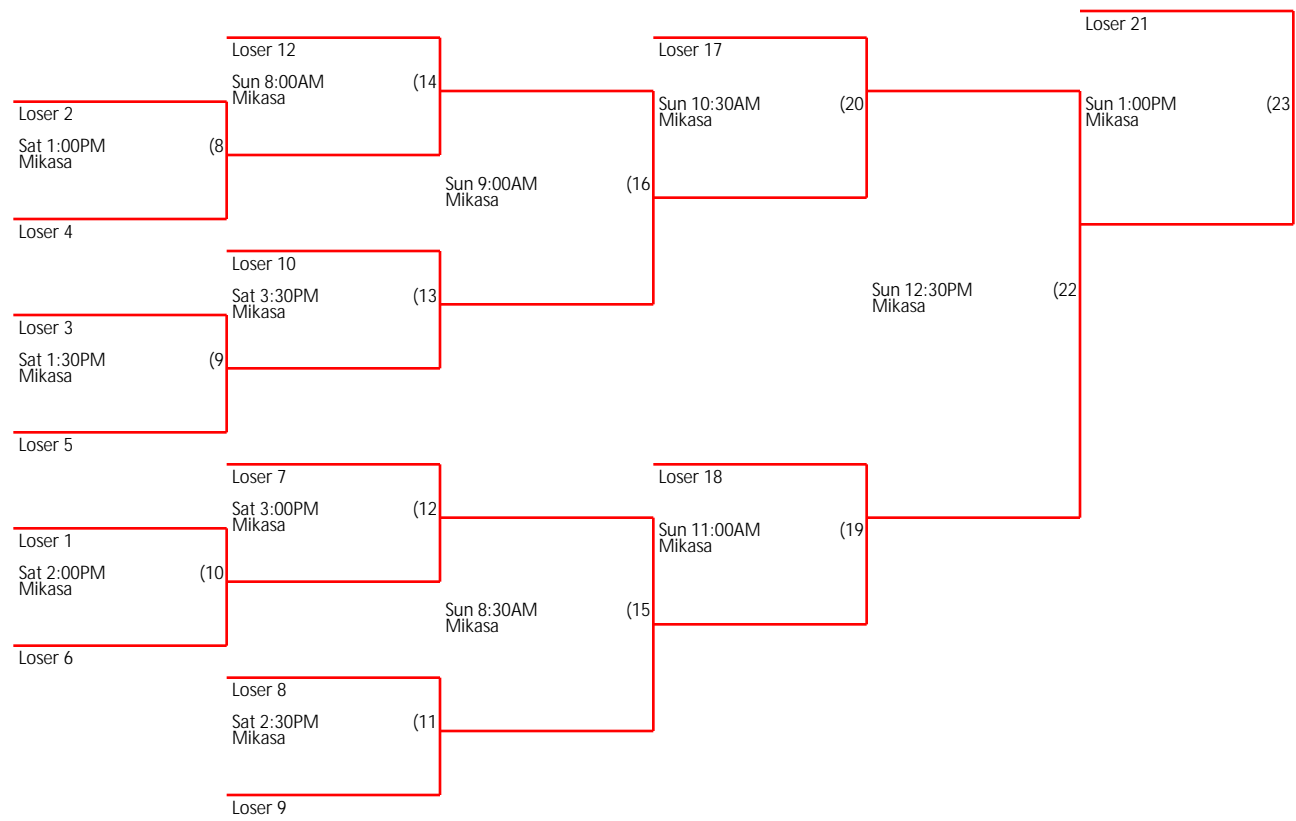 Loser 21
Loser 12
Loser 17
Sun 8:00AM (14
Mikasa
Sun 10:30AM (20
Mikasa
Sun 1:00PM (23
Mikasa
Loser 2
Sat 1:00PM (8
Mikasa
Sun 9:00AM (16
Mikasa
Loser 4
Loser 10
Sat 3:30PM (13
Mikasa
Sun 12:30PM (22
Mikasa
Loser 3
Sat 1:30PM (9
Mikasa
Loser 5
Loser 7
Loser 18
Sat 3:00PM (12
Mikasa
Sun 11:00AM (19
Mikasa
Loser 1
Sat 2:00PM (10
Mikasa
Sun 8:30AM (15
Mikasa
Loser 6
Loser 8
Sat 2:30PM (11
Mikasa
Loser 9